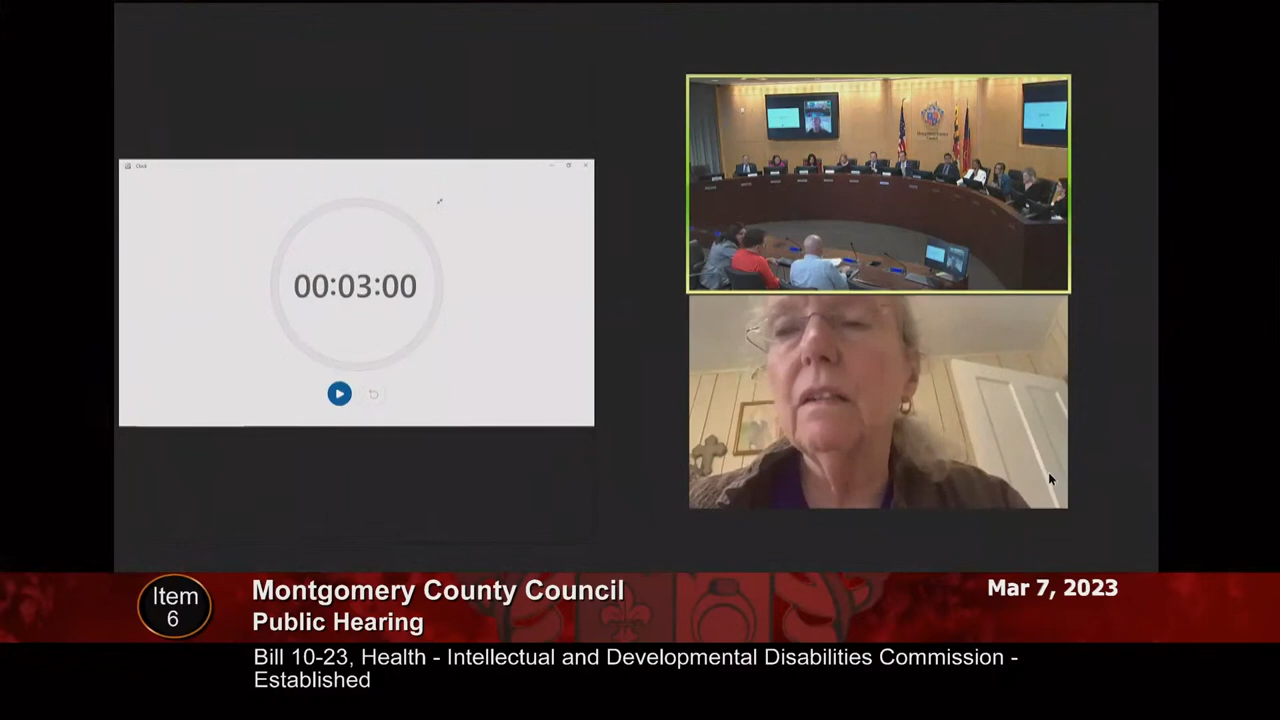 Clock
00:03:00
Item
6
Montgomery County Council
Public Hearing
Mar 7, 2023
Bill 10-23, Health - Intellectual and Developmental Disabilities Commission -
Established